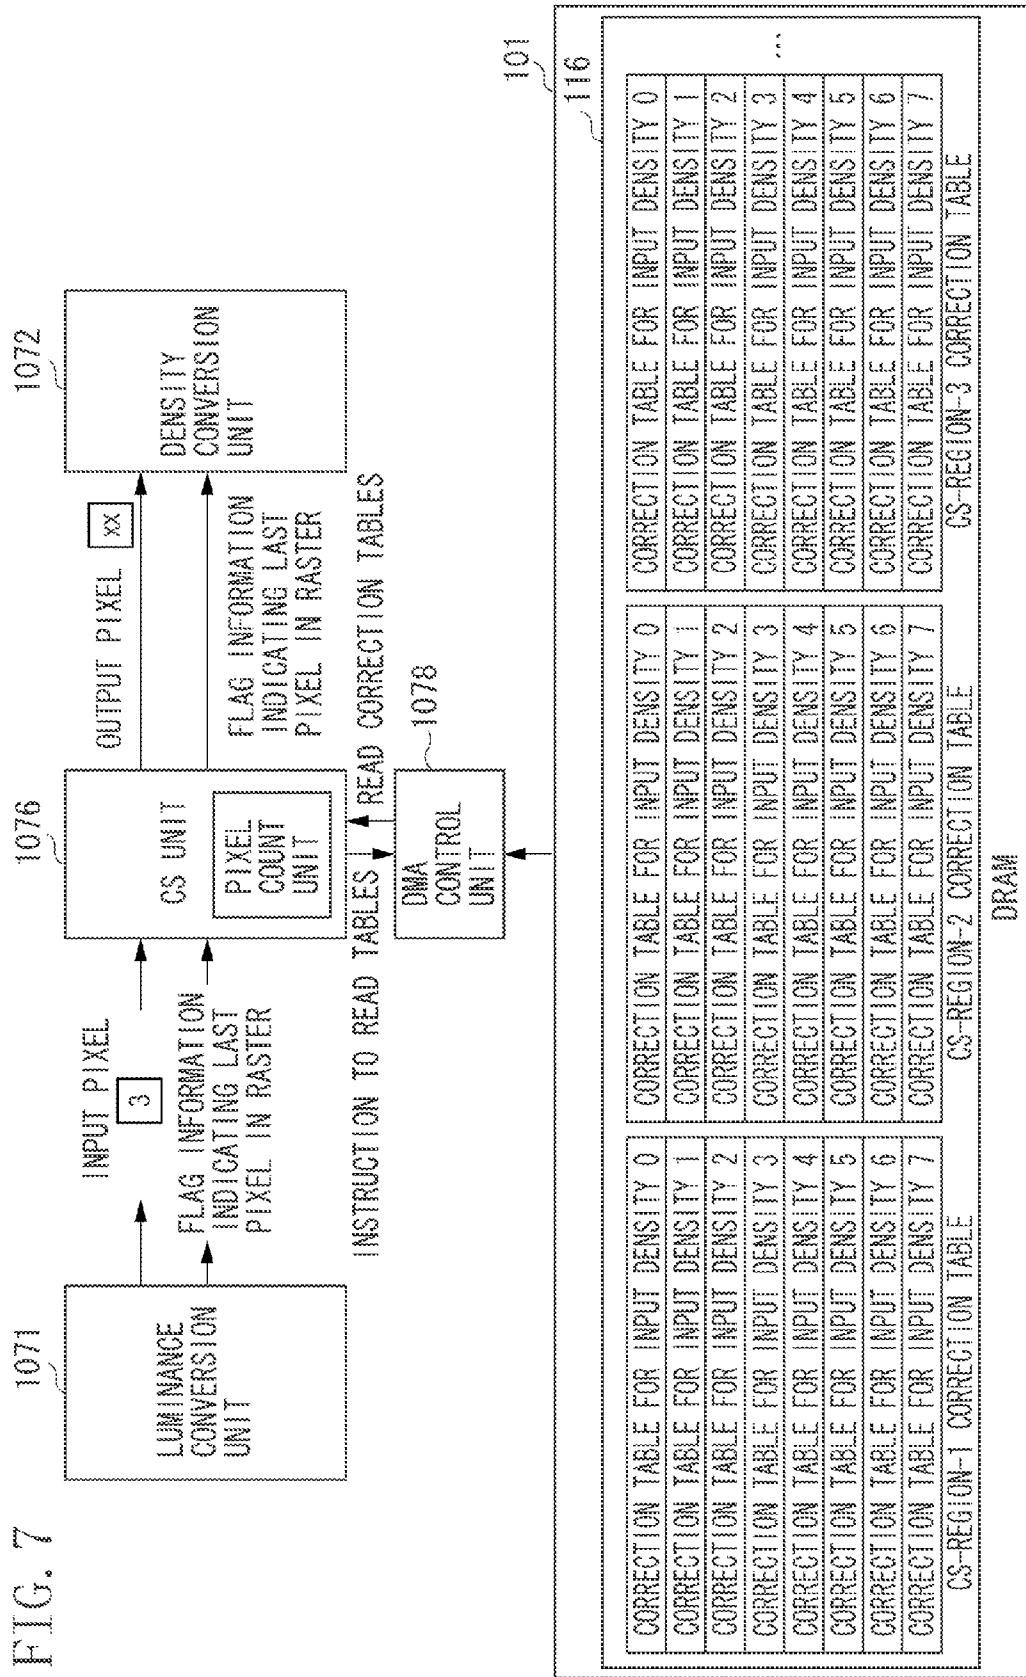 FIG. 7
1071
LUMINANCE
CONVERSION
UNIT
INPUT PIXEL
3
FLAG INFORMATION
INDICATING LAST
PIXEL IN RASTER
1076
CS UNIT
PIXEL
COUNT
UNIT
OUTPUT PIXEL
xx
FLAG INFORMATION
INDICATING LAST
PIXEL IN RASTER
1072
DENSITY
CONVERSION
UNIT
INSTRUCTION TO READ TABLES
READ CORRECTION TABLES
1078
DMA
CONTROL
UNIT
101
116
CORRECTION TABLE FOR INPUT DENSITY 0
CORRECTION TABLE FOR INPUT DENSITY 1
CORRECTION TABLE FOR INPUT DENSITY 2
CORRECTION TABLE FOR INPUT DENSITY 3
CORRECTION TABLE FOR INPUT DENSITY 4
CORRECTION TABLE FOR INPUT DENSITY 5
CORRECTION TABLE FOR INPUT DENSITY 6
CORRECTION TABLE FOR INPUT DENSITY 7
CS-REGION-1 CORRECTION TABLE
CORRECTION TABLE FOR INPUT DENSITY 0
CORRECTION TABLE FOR INPUT DENSITY 1
CORRECTION TABLE FOR INPUT DENSITY 2
CORRECTION TABLE FOR INPUT DENSITY 3
CORRECTION TABLE FOR INPUT DENSITY 4
CORRECTION TABLE FOR INPUT DENSITY 5
CORRECTION TABLE FOR INPUT DENSITY 6
CORRECTION TABLE FOR INPUT DENSITY 7
CS-REGION-2 CORRECTION TABLE
CORRECTION TABLE FOR INPUT DENSITY 0
CORRECTION TABLE FOR INPUT DENSITY 1
CORRECTION TABLE FOR INPUT DENSITY 2
CORRECTION TABLE FOR INPUT DENSITY 3
CORRECTION TABLE FOR INPUT DENSITY 4
CORRECTION TABLE FOR INPUT DENSITY 5
CORRECTION TABLE FOR INPUT DENSITY 6
CORRECTION TABLE FOR INPUT DENSITY 7
CS-REGION-3 CORRECTION TABLE
...
DRAM